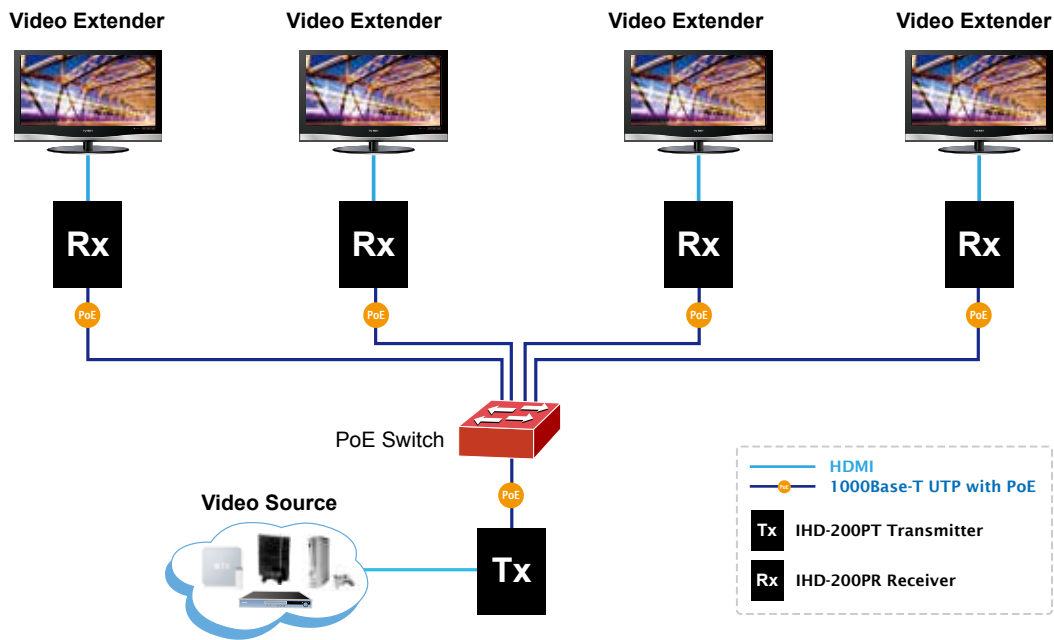 Video Extender
Video Extender
Video Extender
Video Extender
Rx
Rx
Rx
Rx
PoE
PoE
PoE
PoE
PoE Switch
PoE
Video Source
Tx
HDMI
PoE
1000Base-T UTP with PoE
Tx
IHD-200PT Transmitter
Rx
IHD-200PR Receiver